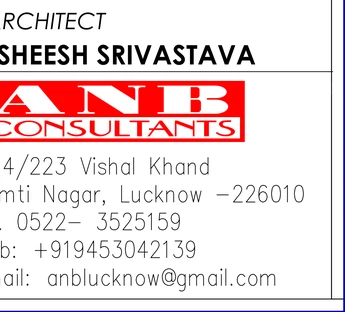 ARCHITECT
SHEESH SRIVASTAVA
ANB
CONSULTANTS
4/223 Vishal Khand
mti Nagar, Lucknow -226010
. 0522- 3525159
b: +919453042139
ail: anblucknow@gmail.com